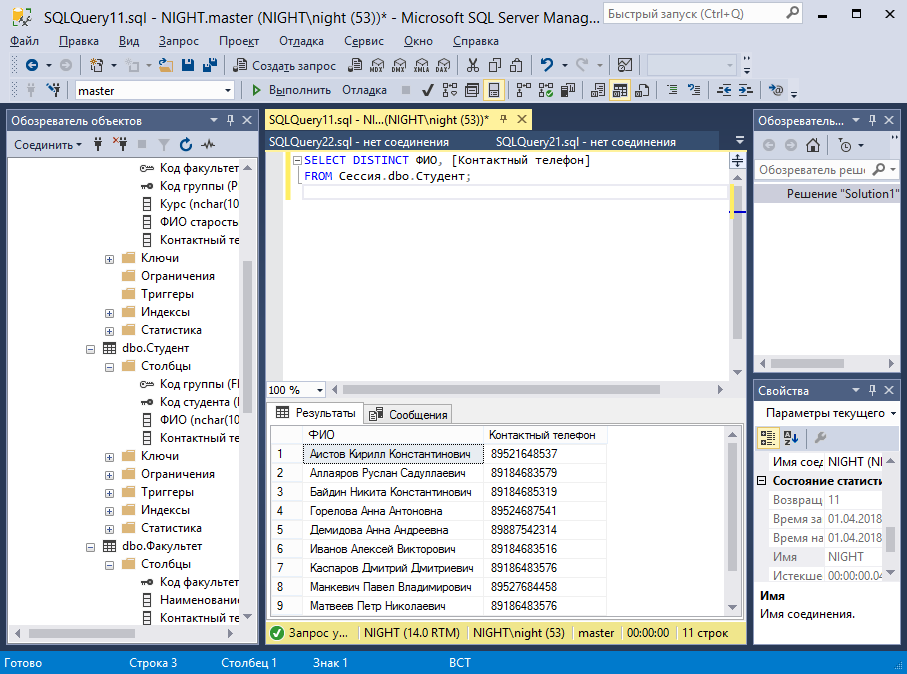 SQLQuery11.sql - NIGHT.master (NIGHT\night (53))* - Microsoft SQL Server Manag...
Быстрый запуск (Ctrl+Q)
Файл Правка Вид Запрос Проект Отладка Сервис Окно Справка
Создать запрос MDX DMX XMLA DAX
master Выполнить Отладка
Обозреватель объектов
Соединить
Код факультет
Код группы (P
Курс (nchar(10
ФИО старость
Контактный те
Ключи
Ограничения
Триггеры
Индексы
Статистика
dbo.Студент
Столбцы
Код группы (FI
Код студента (
ФИО (nchar(10
Контактный те
Ключи
Ограничения
Триггеры
Индексы
Статистика
dbo.Факультет
Столбцы
Код факультет
Наименовани
Контактный те
SQLQuery11.sql - NI...(NIGHT\night (53))*
SQLQuery22.sql - нет соединения SQLQuery21.sql - нет соединения
SELECT DISTINCT ФИО, [Контактный телефон]
FROM Сессия.dbo.Студент;
100 %
Результаты Сообщения
ФИО Контактный телефон
1 Аистов Кирилл Константинович 89521648537
2 Аллаяров Руслан Садуллаевич 89184683579
3 Байдин Никита Константинович 89184685319
4 Горелова Анна Антоновна 89524687541
5 Демидова Анна Андреевна 89887542314
6 Иванов Алексей Викторович 89184683516
7 Каспаров Дмитрий Дмитриевич 89186483576
8 Манкевич Павел Владимирович 89527684458
9 Матвеев Петр Николаевич 89186483576
Запрос у... NIGHT (14.0 RTM) NIGHT\night (53) master 00:00:00 11 строк
Обозреватель...
Обозреватель реше
Решение "Solution1"
Свойства
Параметры текущего
Имя соед NIGHT (NI
Состояние статисти
Возвращ 11
Время за 01.04.2018
Время на 01.04.2018
Имя NIGHT
Истекше 00:00:00.04
Имя
Имя соединения.
Готово Строка 3 Столбец 1 Знак 1 ВСТ